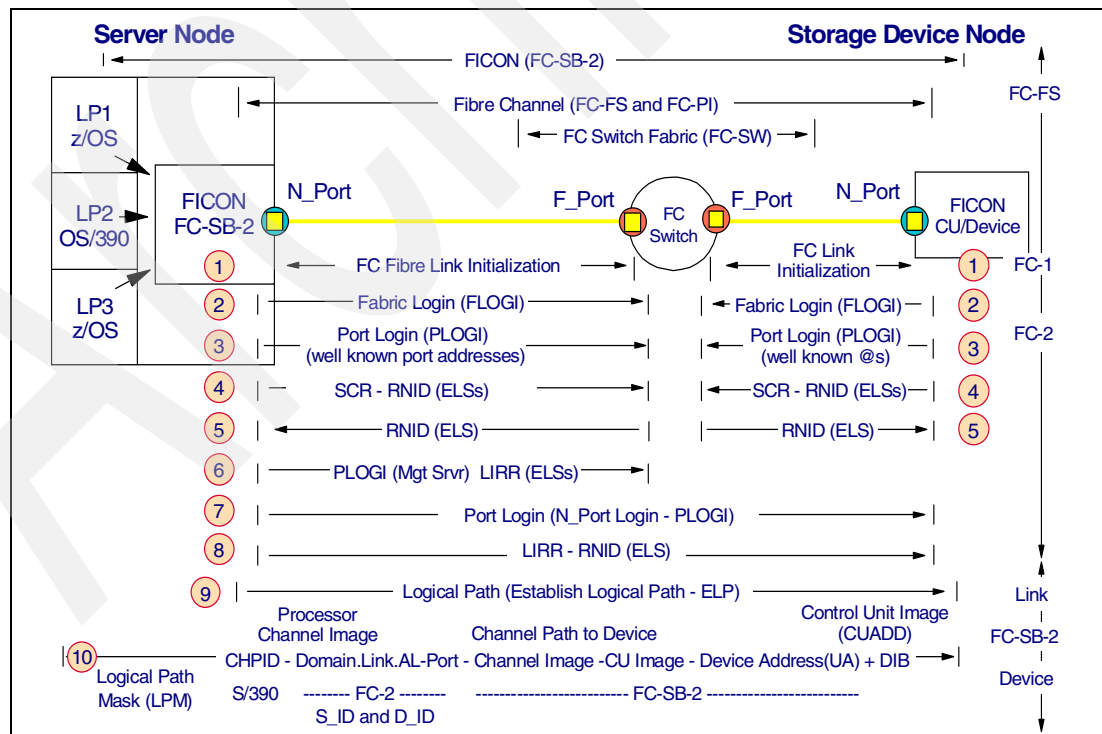 Server Node
Storage Device Node
FICON (FC-SB-2)
FC-FS
Fibre Channel (FC-FS and FC-PI)
FC Switch Fabric (FC-SW)
LP1
z/OS
LP2
OS/390
LP3
z/OS
FICON
FC-SB-2
N_Port
F_Port
FC
Switch
F_Port
N_Port
FICON
CU/Device
1
FC Fibre Link Initialization
FC Link
Initialization
1
FC-1
2
Fabric Login (FLOGI)
Fabric Login (FLOGI)
2
FC-2
3
Port Login (PLOGI)
(well known port addresses)
Port Login (PLOGI)
(well known @s)
3
4
SCR - RNID (ELSs)
SCR - RNID (ELSs)
4
5
RNID (ELS)
RNID (ELS)
5
6
PLOGI (Mgt Srvr) LIRR (ELSs)
7
Port Login (N_Port Login - PLOGI)
8
LIRR - RNID (ELS)
9
Logical Path (Establish Logical Path - ELP)
Link
Processor
Channel Image
Channel Path to Device
Control Unit Image
(CUADD)
FC-SB-2
10
CHPID - Domain.Link.AL-Port - Channel Image -CU Image - Device Address(UA) + DIB
Device
Logical Path
Mask (LPM)
S/390
------- FC-2 -------
S_ID and D_ID
------------------------ FC-SB-2 ---------------------------------